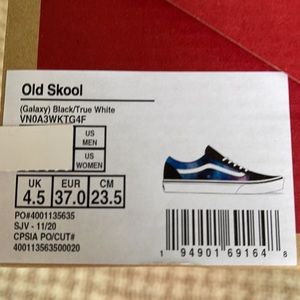 Old Skool
(Galaxy) Black/True White
VN0A3WKTG4F
US
MEN
US
WOMEN
UK EUR CM
4.5 37.0 23.5
PO#4001135635
SJV - 11/20
CPSIA PO/CUT#
400113563500020
1 94901 69164 8